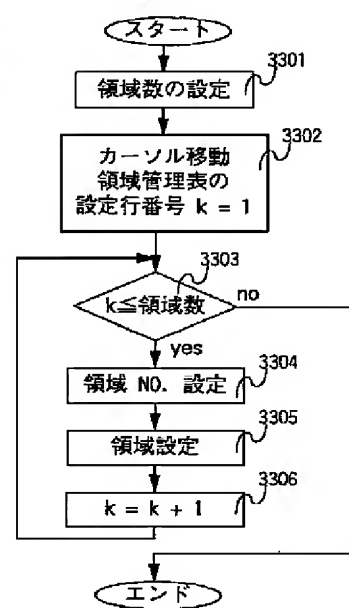 スタート
3301
領域数の設定
3302
カーソル移動
領域管理表の
設定行番号 k = 1
3303
k≦領域数
no
yes
3304
領域 NO. 設定
3305
領域設定
3306
k = k + 1
エンド